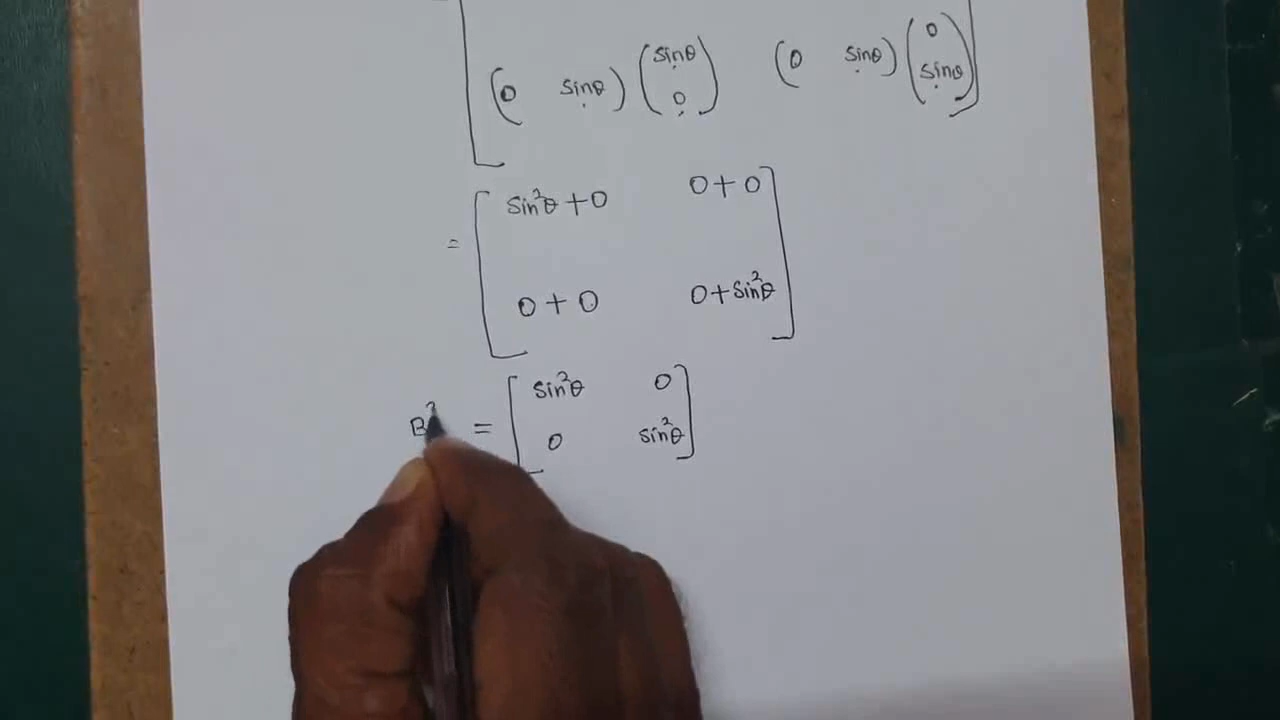 (0 sinθ) (sinθ 0) (0 sinθ) (0 sinθ)
= [sin²θ+0 0+0
0+0 0+sin²θ]
B² = [sin²θ 0
0 sin²θ]